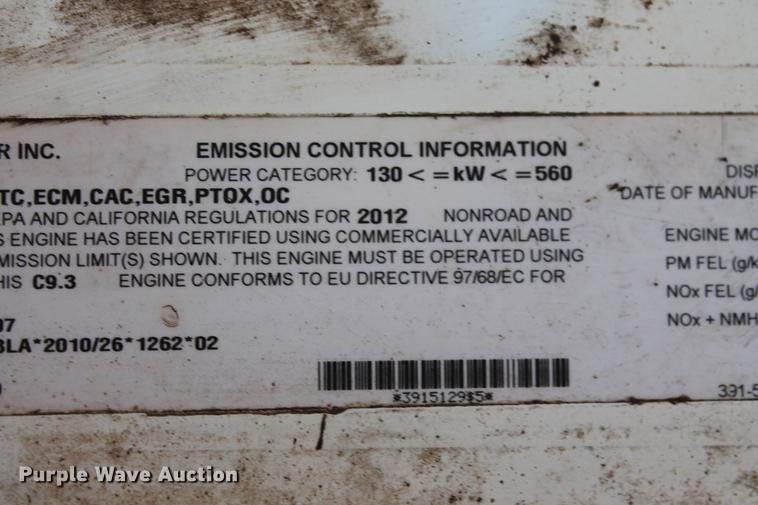 R INC. EMISSION CONTROL INFORMATION
POWER CATEGORY: 130 < = kW < = 560 DISP
TC,ECM,CAC,EGR,PTOX,OC DATE OF MANUF
EPA AND CALIFORNIA REGULATIONS FOR 2012 NONROAD AND
S ENGINE HAS BEEN CERTIFIED USING COMMERCIALLY AVAILABLE ENGINE MO
MISSION LIMIT(S) SHOWN. THIS ENGINE MUST BE OPERATED USING PM FEL (g/k
HIS C9.3 ENGINE CONFORMS TO EU DIRECTIVE 97/68/EC FOR
NOx FEL (g/
97 NOx + NMH
BLA*2010/26*1262*02
*3915129$5*
391-5
Purple Wave Auction